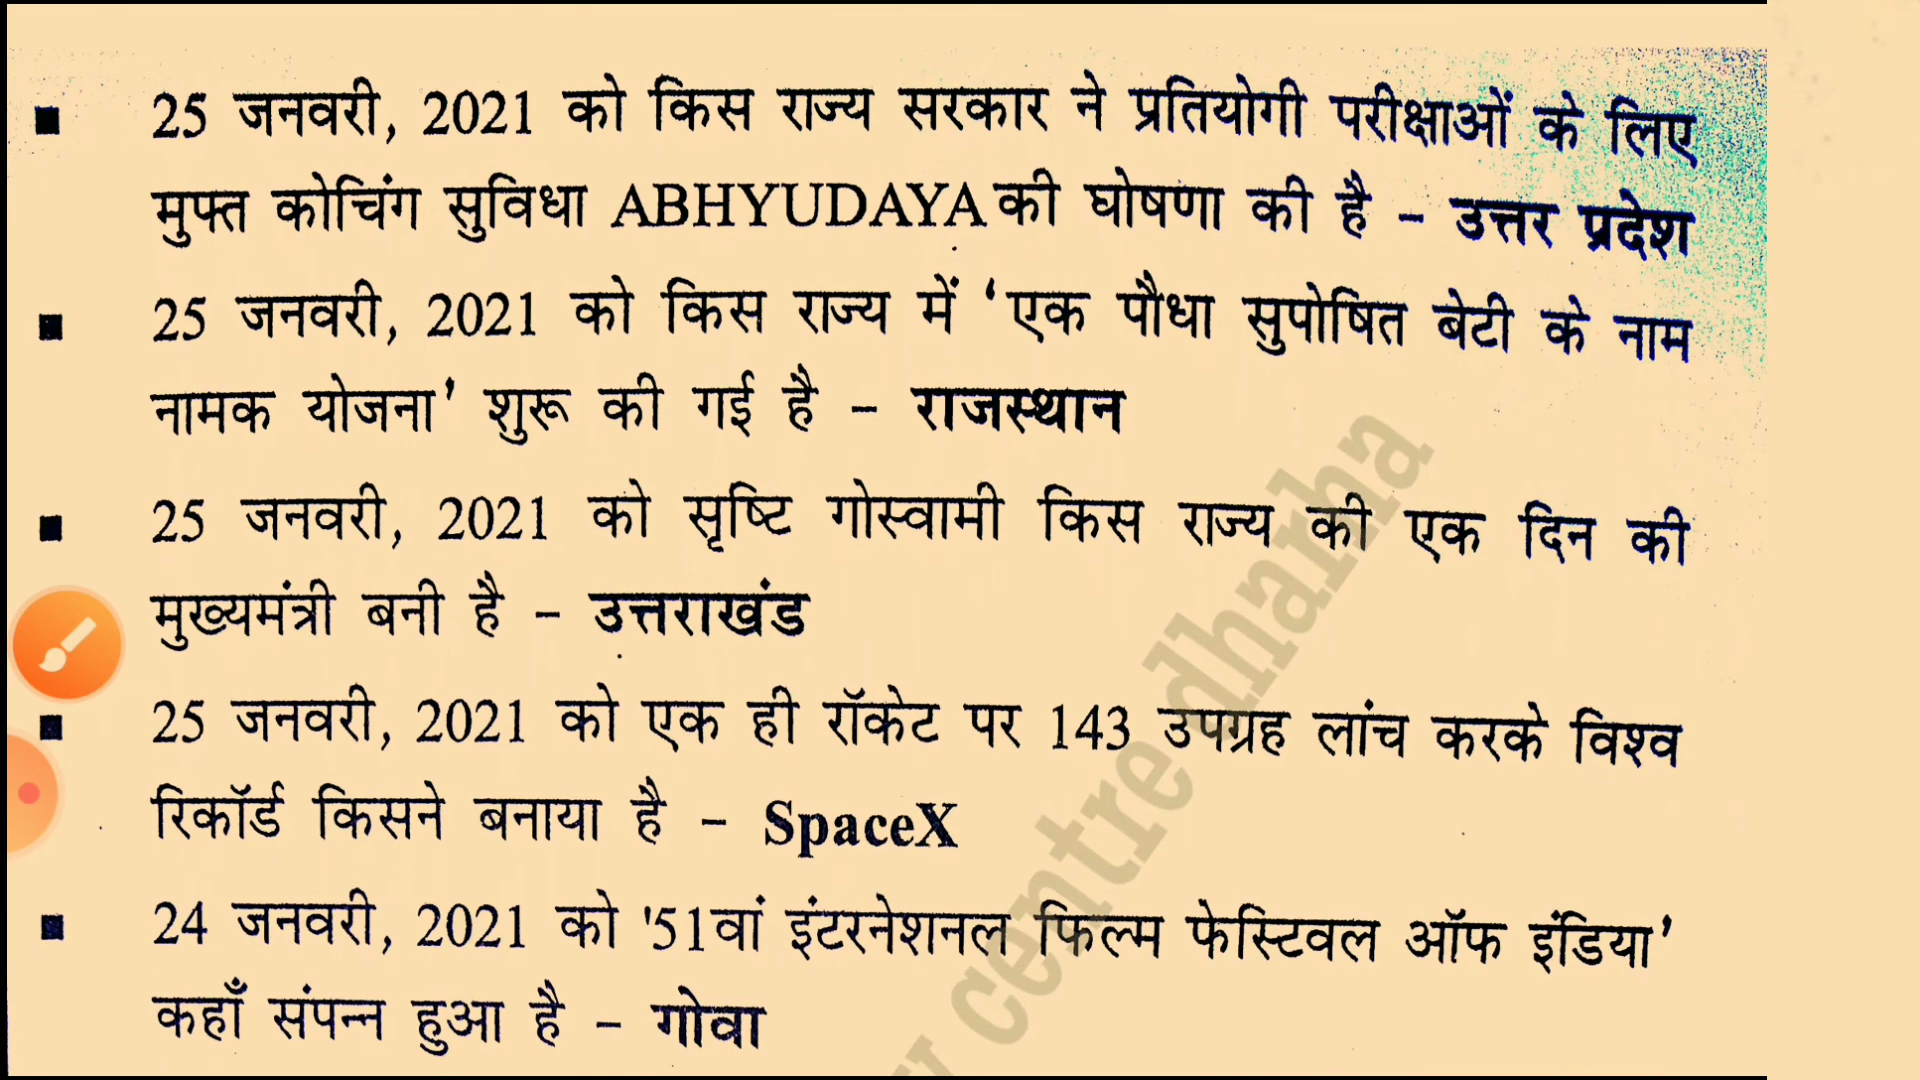 ▪ 25 जनवरी, 2021 को किस राज्य सरकार ने प्रतियोगी परीक्षाओं के लिए
मुफ्त कोचिंग सुविधा ABHYUDAYA की घोषणा की है – उत्तर प्रदेश
▪ 25 जनवरी, 2021 को किस राज्य में ‘एक पौधा सुपोषित बेटी के नाम
नामक योजना’ शुरू की गई है – राजस्थान
▪ 25 जनवरी, 2021 को सृष्टि गोस्वामी किस राज्य की एक दिन की
मुख्यमंत्री बनी है – उत्तराखंड
▪ 25 जनवरी, 2021 को एक ही रॉकेट पर 143 उपग्रह लांच करके विश्व
रिकॉर्ड किसने बनाया है – SpaceX
▪ 24 जनवरी, 2021 को '51वां इंटरनेशनल फिल्म फेस्टिवल ऑफ इंडिया’
कहाँ संपन्न हुआ है – गोवा
centre dharha